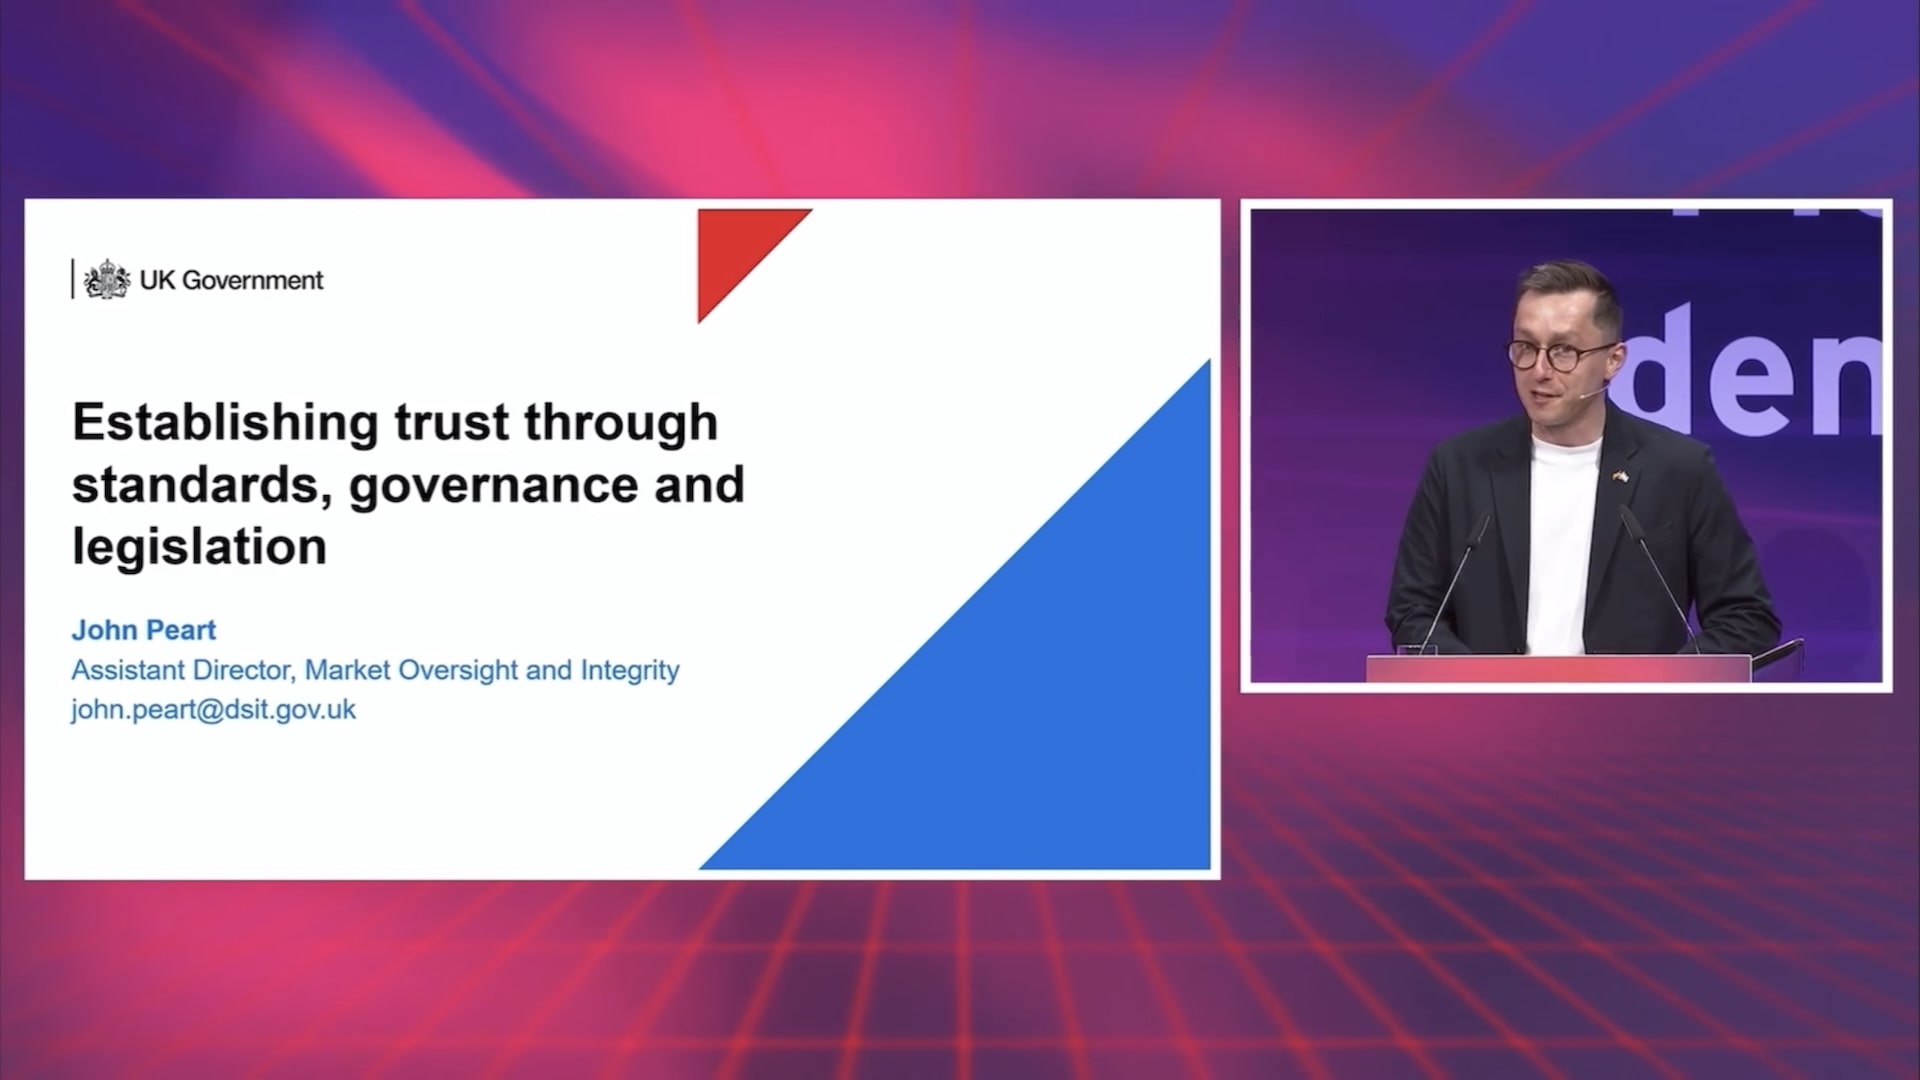 UK Government
Establishing trust through
standards, governance and
legislation
John Peart
Assistant Director, Market Oversight and Integrity
john.peart@dsit.gov.uk
den